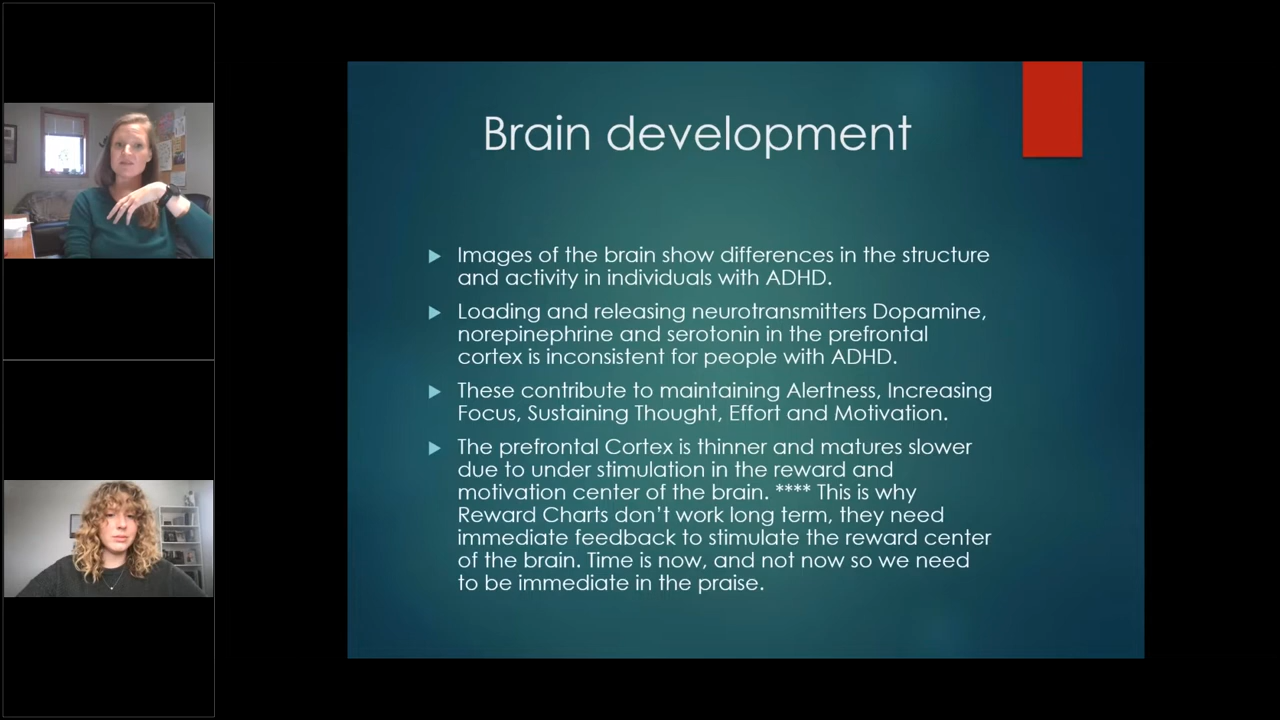 Brain development
Images of the brain show differences in the structure
and activity in individuals with ADHD.
Loading and releasing neurotransmitters Dopamine,
norepinephrine and serotonin in the prefrontal
cortex is inconsistent for people with ADHD.
These contribute to maintaining Alertness, Increasing
Focus, Sustaining Thought, Effort and Motivation.
The prefrontal Cortex is thinner and matures slower
due to under stimulation in the reward and
motivation center of the brain. **** This is why
Reward Charts don't work long term, they need
immediate feedback to stimulate the reward center
of the brain. Time is now, and not now so we need
to be immediate in the praise.